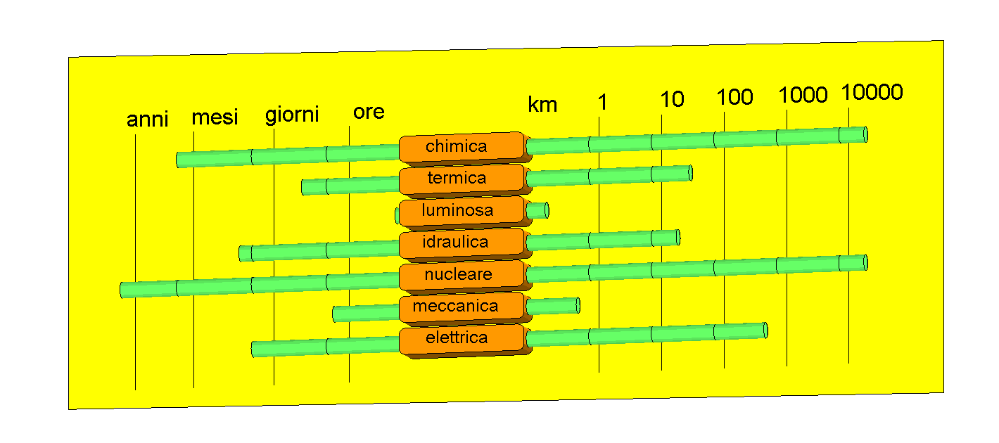 anni mesi giorni ore km 1 10 100 1000 10000
chimica
termica
luminosa
idraulica
nucleare
meccanica
elettrica